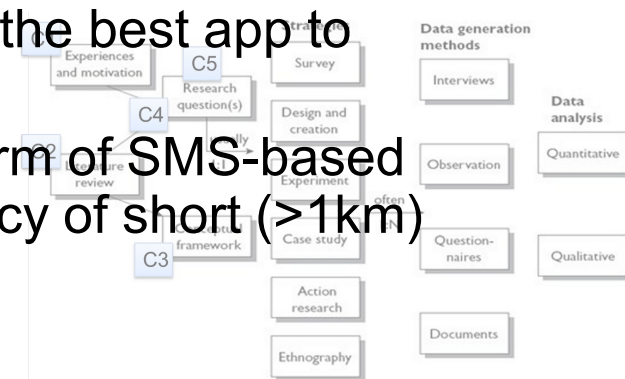 the best app to
rm of SMS-based
cy of short (>1km)
Experiences
and motivation
C5
Research
question(s)
C4
review
C3
framework
Survey
Design and
creation
Experiment
Case study
Action
research
Ethnography
often
Data generation
methods
Interviews
Observation
Question-
naires
Documents
Data
analysis
Quantitative
Qualitative